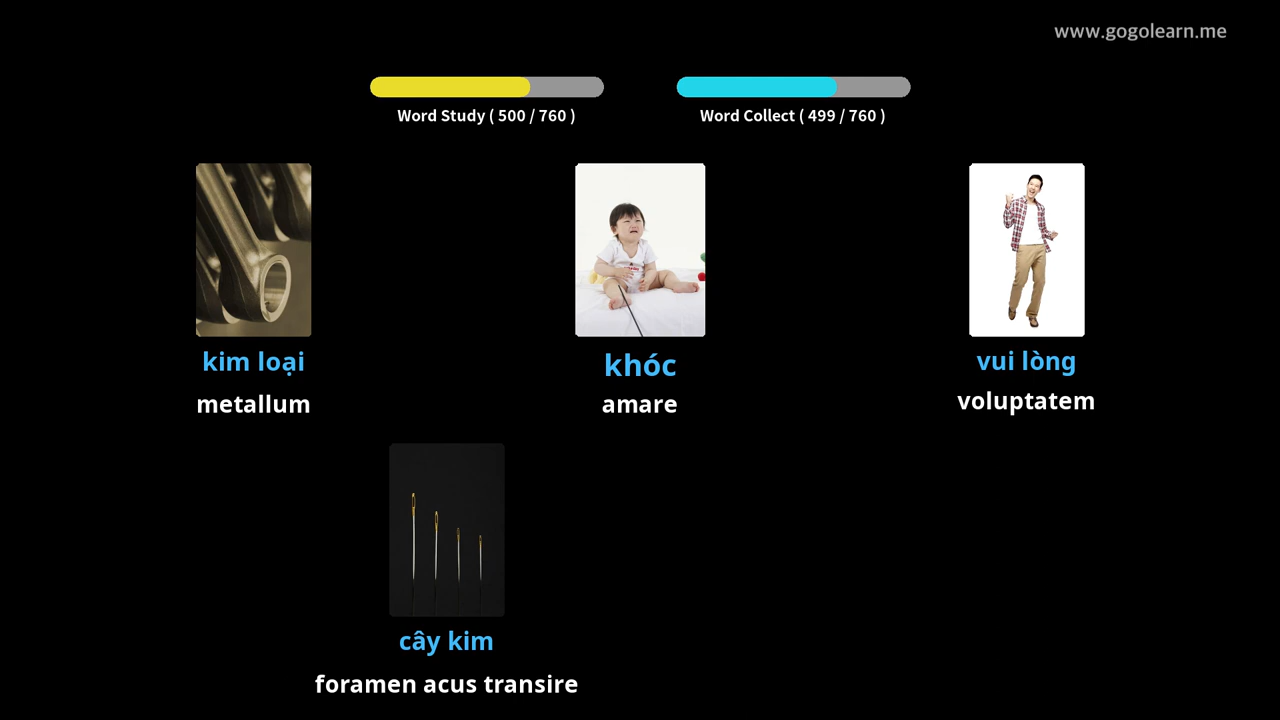 www.gogolearn.me
Word Study ( 500 / 760 )
Word Collect ( 499 / 760 )
kim loại
khóc
vui lòng
metallum
amare
voluptatem
cây kim
foramen acus transire